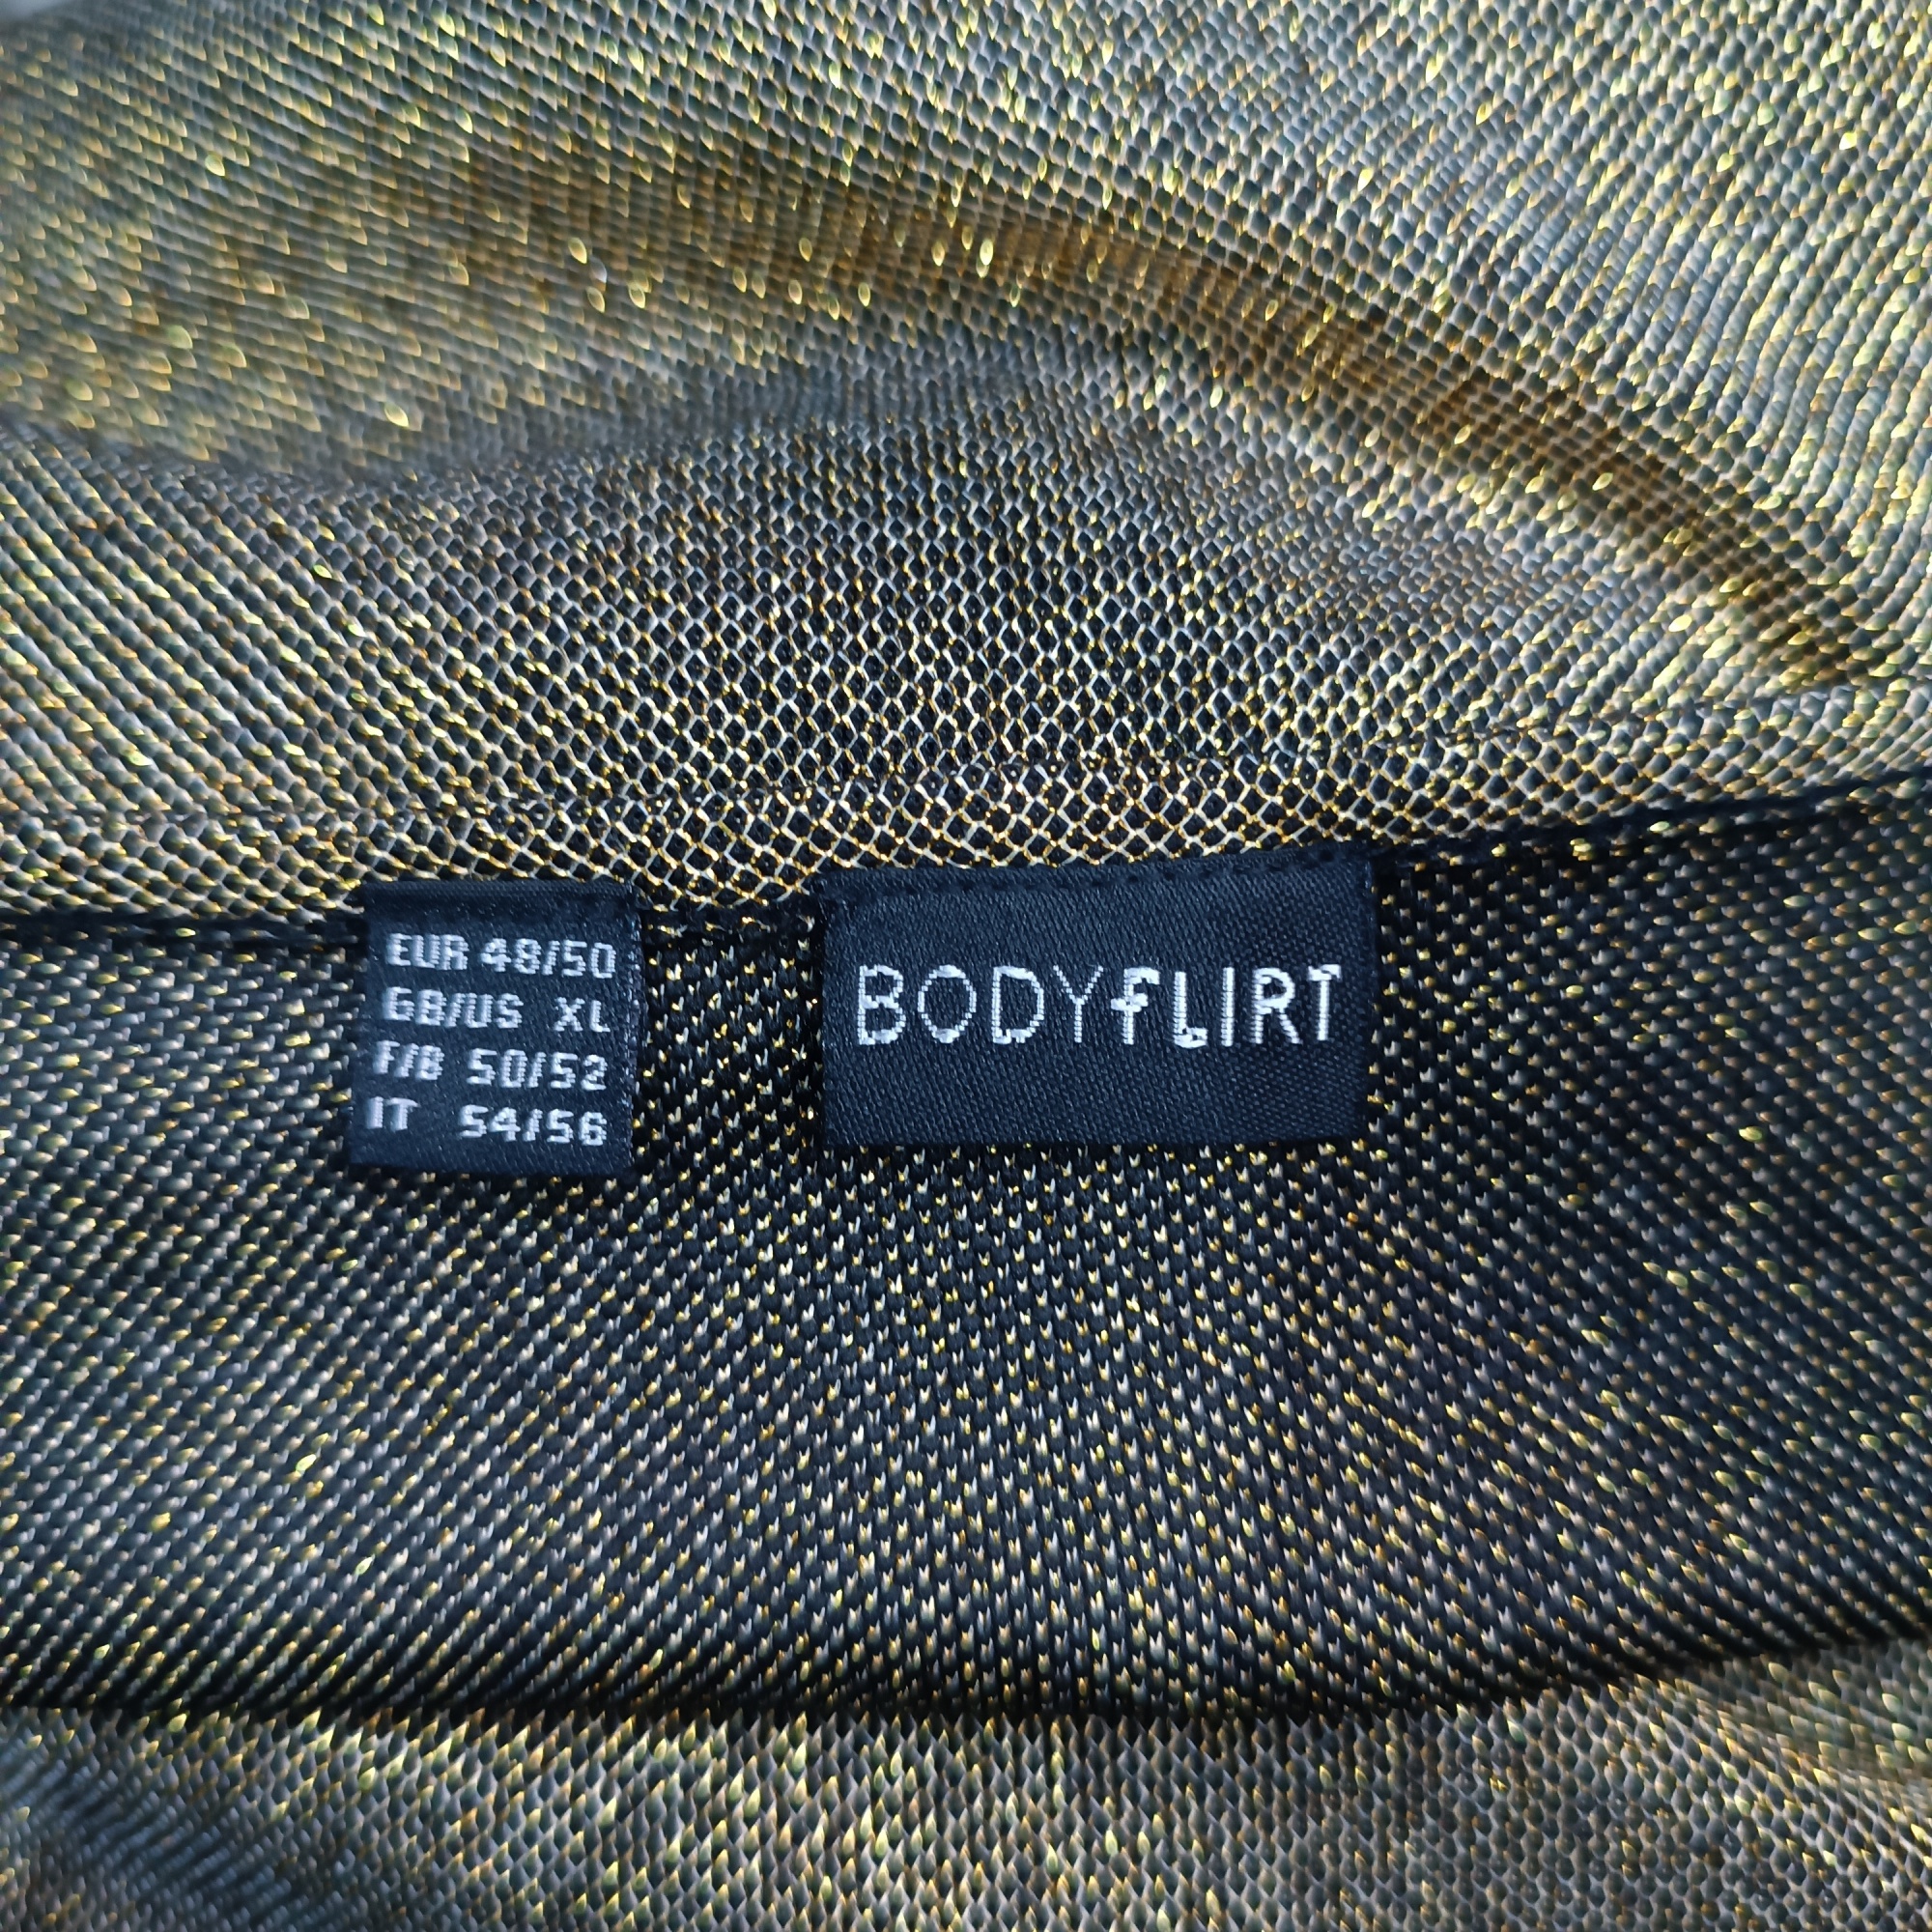 EUR 48/50
GB/US XL
F/B 50/52
IT 54/56
BODYFLIRT